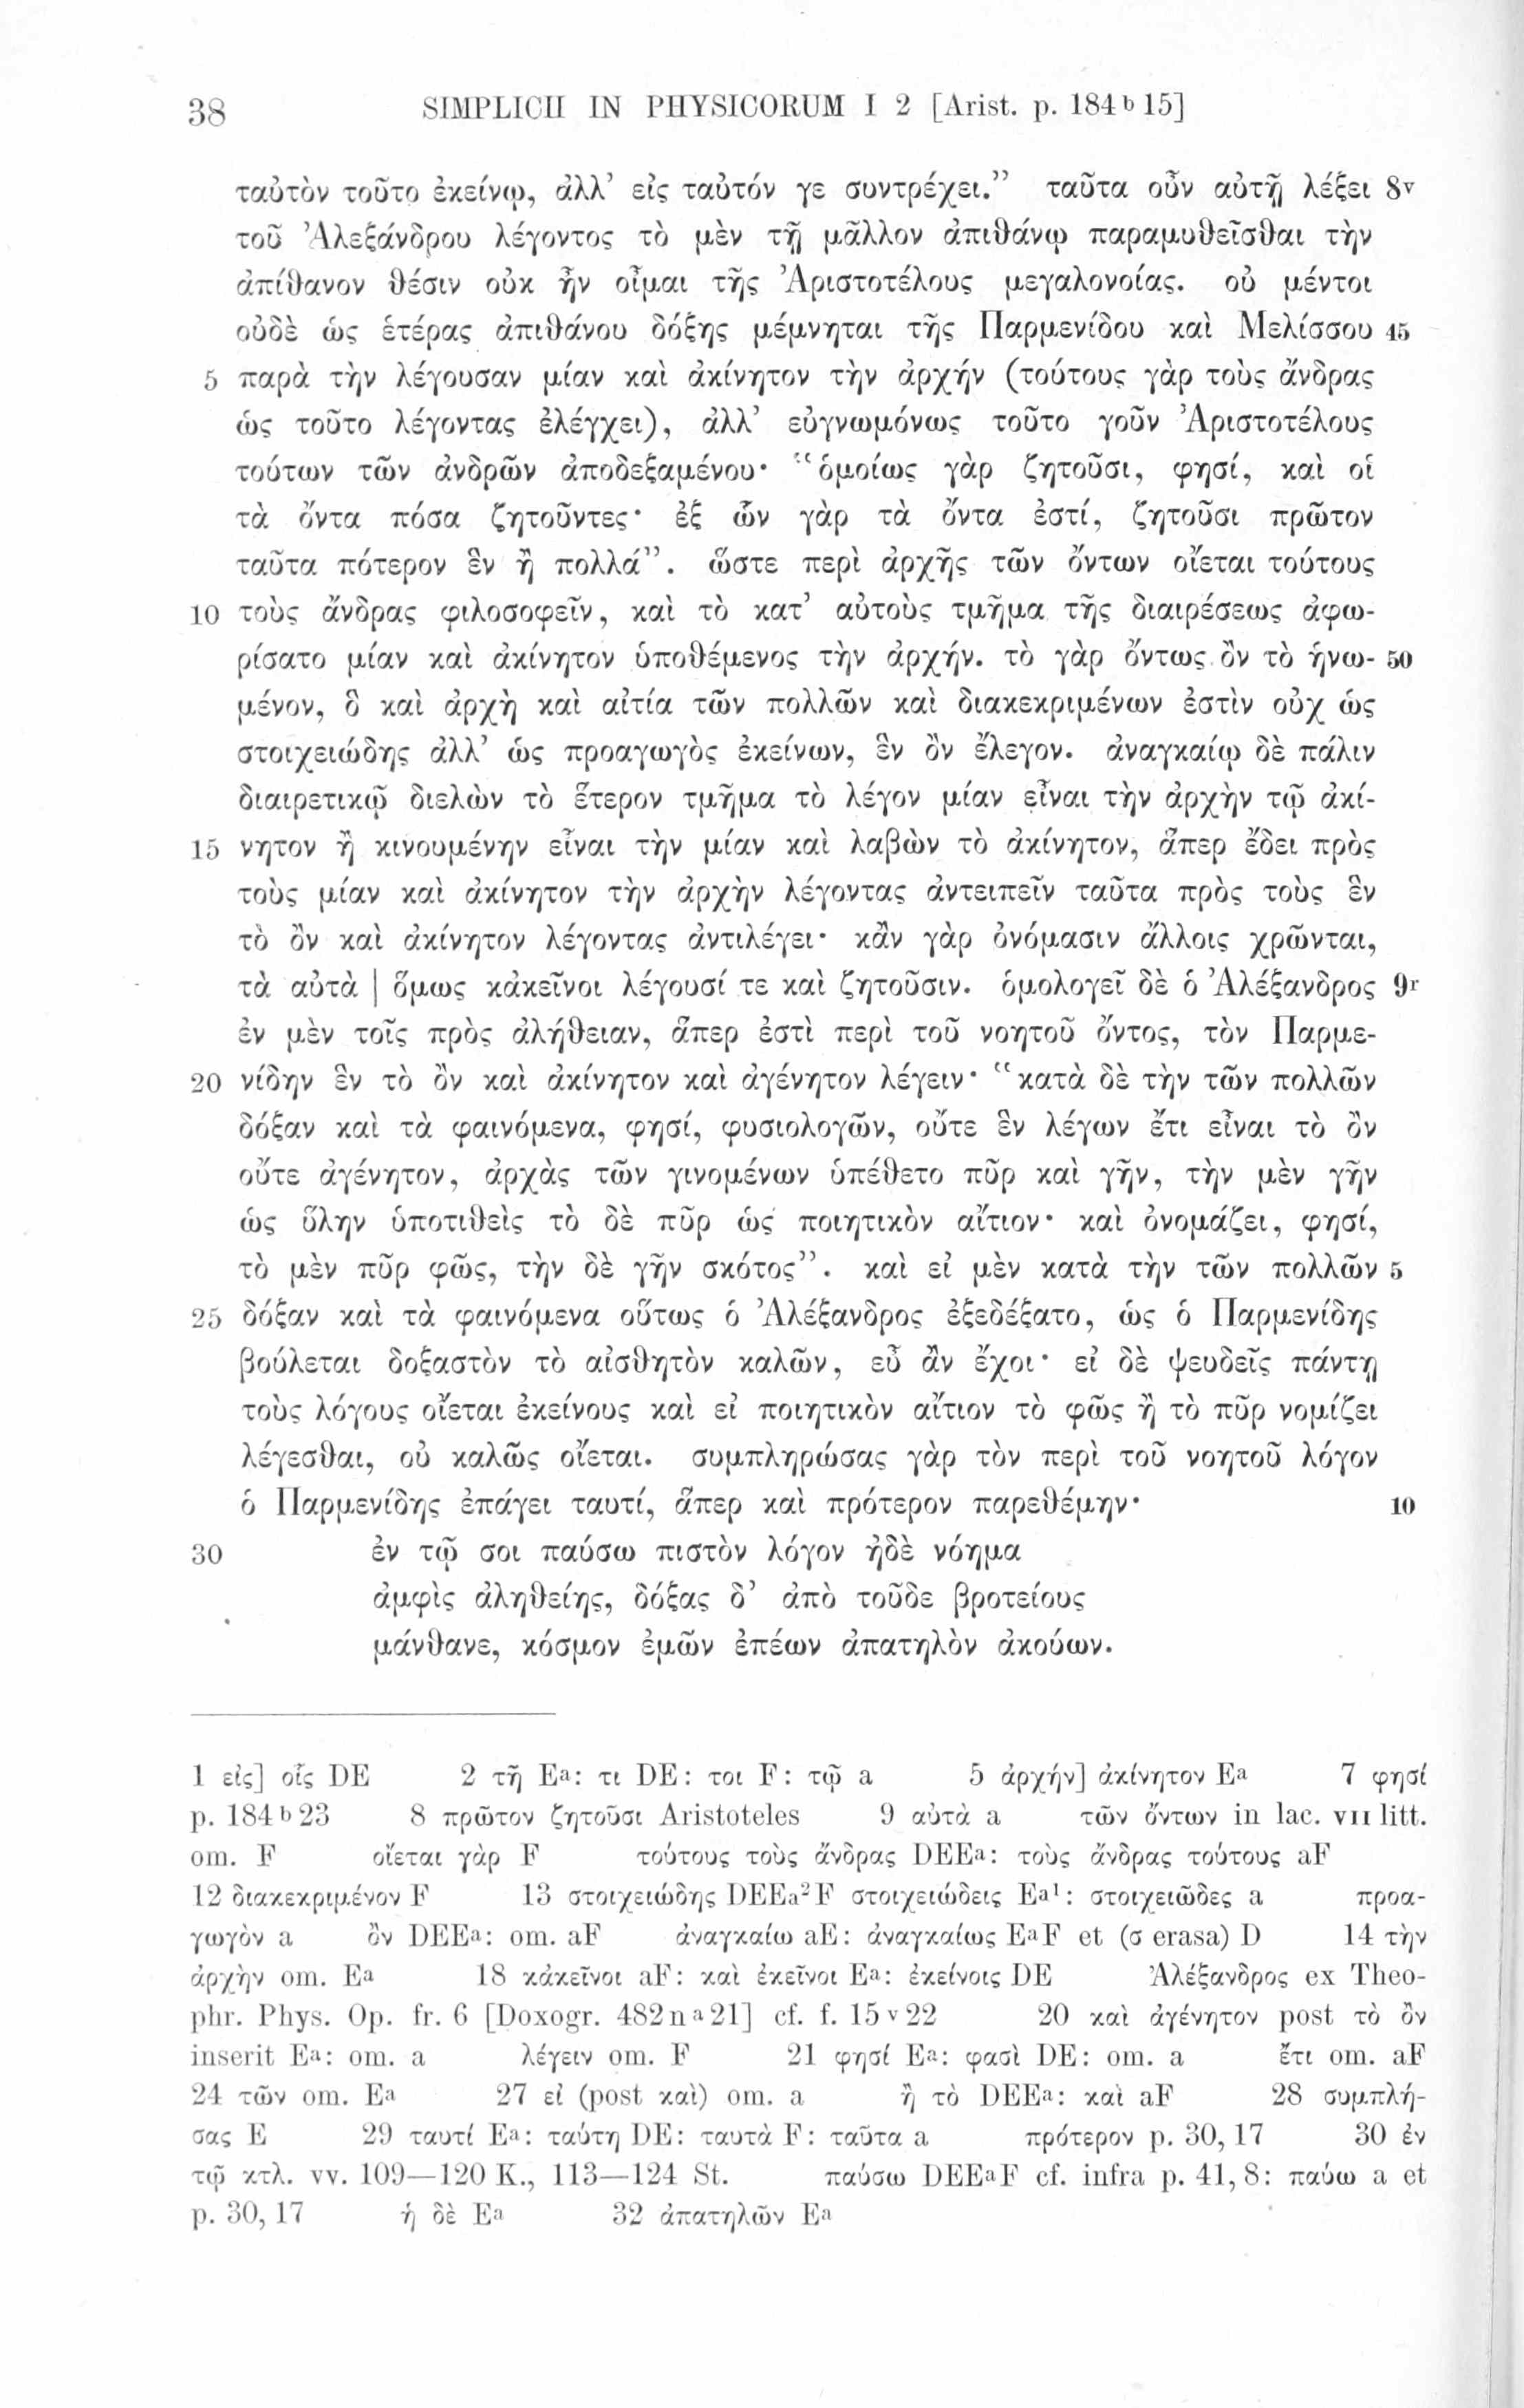 38 SIMPLICII IN PHYSICORUM I 2 [Arist. p. 184ᵇ15]
ταὐτὸν τοῦτο ἐκείνῳ, ἀλλ’ εἰς ταὐτόν γε συντρέχει.” ταῦτα οὖν αὐτῇ λέξει 8ᵛ
τοῦ Ἀλεξάνδρου λέγοντος τὸ μὲν τῇ μᾶλλον ἀπιθάνῳ παραμυθεῖσθαι τὴν
ἀπίθανον θέσιν οὐκ ἦν οἶμαι τῆς Ἀριστοτέλους μεγαλονοίας. οὐ μέντοι
οὐδὲ ὡς ἑτέρας ἀπιθάνου δόξης μέμνηται τῆς Παρμενίδου καὶ Μελίσσου 45
5 παρὰ τὴν λέγουσαν μίαν καὶ ἀκίνητον τὴν ἀρχήν (τούτους γὰρ τοὺς ἄνδρας
ὡς τοῦτο λέγοντας ἐλέγχει), ἀλλ’ εὐγνωμόνως τοῦτο γοῦν Ἀριστοτέλους
τούτων τῶν ἀνδρῶν ἀποδεξαμένου· “ὁμοίως γὰρ ζητοῦσι, φησί, καὶ οἱ
τὰ ὄντα πόσα ζητοῦντες· ἐξ ὧν γὰρ τὰ ὄντα ἐστί, ζητοῦσι πρῶτον
ταῦτα πότερον ἓν ἢ πολλά”. ὥστε περὶ ἀρχῆς τῶν ὄντων οἴεται τούτους
10 τοὺς ἄνδρας φιλοσοφεῖν, καὶ τὸ κατ’ αὐτοὺς τμῆμα τῆς διαιρέσεως ἀφω-
ρίσατο μίαν καὶ ἀκίνητον ὑποθέμενος τὴν ἀρχήν. τὸ γὰρ ὄντως ὂν τὸ ἡνω- 50
μένον, ὃ καὶ ἀρχὴ καὶ αἰτία τῶν πολλῶν καὶ διακεκριμένων ἐστὶν οὐχ ὡς
στοιχειώδης ἀλλ’ ὡς προαγωγὸς ἐκείνων, ἓν ὂν ἔλεγον. ἀναγκαίῳ δὲ πάλιν
διαιρετικῷ διελὼν τὸ ἕτερον τμῆμα τὸ λέγον μίαν εἶναι τὴν ἀρχὴν τῷ ἀκί-
15 νητον ἢ κινουμένην εἶναι τὴν μίαν καὶ λαβὼν τὸ ἀκίνητον, ἅπερ ἔδει πρὸς
τοὺς μίαν καὶ ἀκίνητον τὴν ἀρχὴν λέγοντας ἀντειπεῖν ταῦτα πρὸς τοὺς ἓν
τὸ ὂν καὶ ἀκίνητον λέγοντας ἀντιλέγει· κἂν γὰρ ὀνόμασιν ἄλλοις χρῶνται,
τὰ αὐτὰ | ὅμως κἀκεῖνοι λέγουσί τε καὶ ζητοῦσιν. ὁμολογεῖ δὲ ὁ Ἀλέξανδρος 9ʳ
ἐν μὲν τοῖς πρὸς ἀλήθειαν, ἅπερ ἐστὶ περὶ τοῦ νοητοῦ ὄντος, τὸν Παρμε-
20 νίδην ἓν τὸ ὂν καὶ ἀκίνητον καὶ ἀγένητον λέγειν· “κατὰ δὲ τὴν τῶν πολλῶν
δόξαν καὶ τὰ φαινόμενα, φησί, φυσιολογῶν, οὔτε ἓν λέγων ἔτι εἶναι τὸ ὂν
οὔτε ἀγένητον, ἀρχὰς τῶν γινομένων ὑπέθετο πῦρ καὶ γῆν, τὴν μὲν γῆν
ὡς ὕλην ὑποτιθεὶς τὸ δὲ πῦρ ὡς ποιητικὸν αἴτιον· καὶ ὀνομάζει, φησί,
τὸ μὲν πῦρ φῶς, τὴν δὲ γῆν σκότος”. καὶ εἰ μὲν κατὰ τὴν τῶν πολλῶν 5
25 δόξαν καὶ τὰ φαινόμενα οὕτως ὁ Ἀλέξανδρος ἐξεδέξατο, ὡς ὁ Παρμενίδης
βούλεται δοξαστὸν τὸ αἰσθητὸν καλῶν, εὖ ἂν ἔχοι· εἰ δὲ ψευδεῖς πάντῃ
τοὺς λόγους οἴεται ἐκείνους καὶ εἰ ποιητικὸν αἴτιον τὸ φῶς ἢ τὸ πῦρ νομίζει
λέγεσθαι, οὐ καλῶς οἴεται. συμπληρώσας γὰρ τὸν περὶ τοῦ νοητοῦ λόγον
ὁ Παρμενίδης ἐπάγει ταυτί, ἅπερ καὶ πρότερον παρεθέμην· 10
30 ἐν τῷ σοι παύσω πιστὸν λόγον ἠδὲ νόημα
ἀμφὶς ἀληθείης, δόξας δ’ ἀπὸ τοῦδε βροτείους
μάνθανε, κόσμον ἐμῶν ἐπέων ἀπατηλὸν ἀκούων.
1 εἰς] οἷς DE 2 τῇ Eᵃ: τι DE: τοι F: τῷ a 5 ἀρχήν] ἀκίνητον Eᵃ 7 φησί
p. 184ᵇ23 8 πρῶτον ζητοῦσι Aristoteles 9 αὐτὰ a τῶν ὄντων in lac. VII litt.
om. F οἴεται γὰρ F τούτους τοὺς ἄνδρας DEEᵃ: τοὺς ἄνδρας τούτους aF
12 διακεκριμένον F 13 στοιχειώδης DEEa²F στοιχειώδεις Eᵃ¹: στοιχειῶδες a προα-
γωγὸν a ὂν DEEᵃ: om. aF ἀναγκαίω aE: ἀναγκαίως EᵃF et (σ erasa) D 14 τὴν
ἀρχὴν om. Eᵃ 18 κἀκεῖνοι aF: καὶ ἐκεῖνοι Eᵃ: ἐκείνοις DE Ἀλέξανδρος ex Theo-
phr. Phys. Op. fr. 6 [Doxogr. 482 n ᵃ 21] cf. f. 15 ᵛ 22 20 καὶ ἀγένητον post τὸ ὂν
inserit Eᵃ: om. a λέγειν om. F 21 φησί Eᵃ: φασὶ DE: om. a ἔτι om. aF
24 τῶν om. Eᵃ 27 εἰ (post καὶ) om. a ἢ τὸ DEEᵃ: καὶ aF 28 συμπλή-
σας E 29 ταυτί Eᵃ: ταύτη DE: ταυτὰ F: ταῦτα a πρότερον p. 30, 17 30 ἐν
τῷ κτλ. vv. 109—120 K., 113—124 St. παύσω DEEᵃF cf. infra p. 41, 8: παύω a et
p. 30, 17 ἡ δὲ Eᵃ 32 ἀπατηλῶν Eᵃ